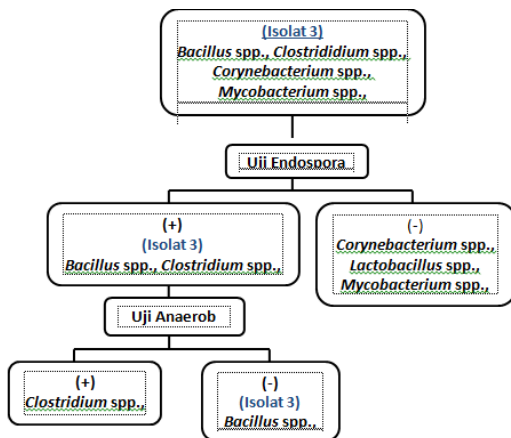 (Isolat 3)
Bacillus spp., Clostrididium spp.,
Corynebacterium spp.,
Mycobacterium spp.,
Uji Endospora
(+)
(Isolat 3)
Bacillus spp., Clostridium spp.,
(-)
Corynebacterium spp.,
Lactobacillus spp.,
Mycobacterium spp.,
Uji Anaerob
(+)
Clostridium spp.,
(-)
(Isolat 3)
Bacillus spp.,